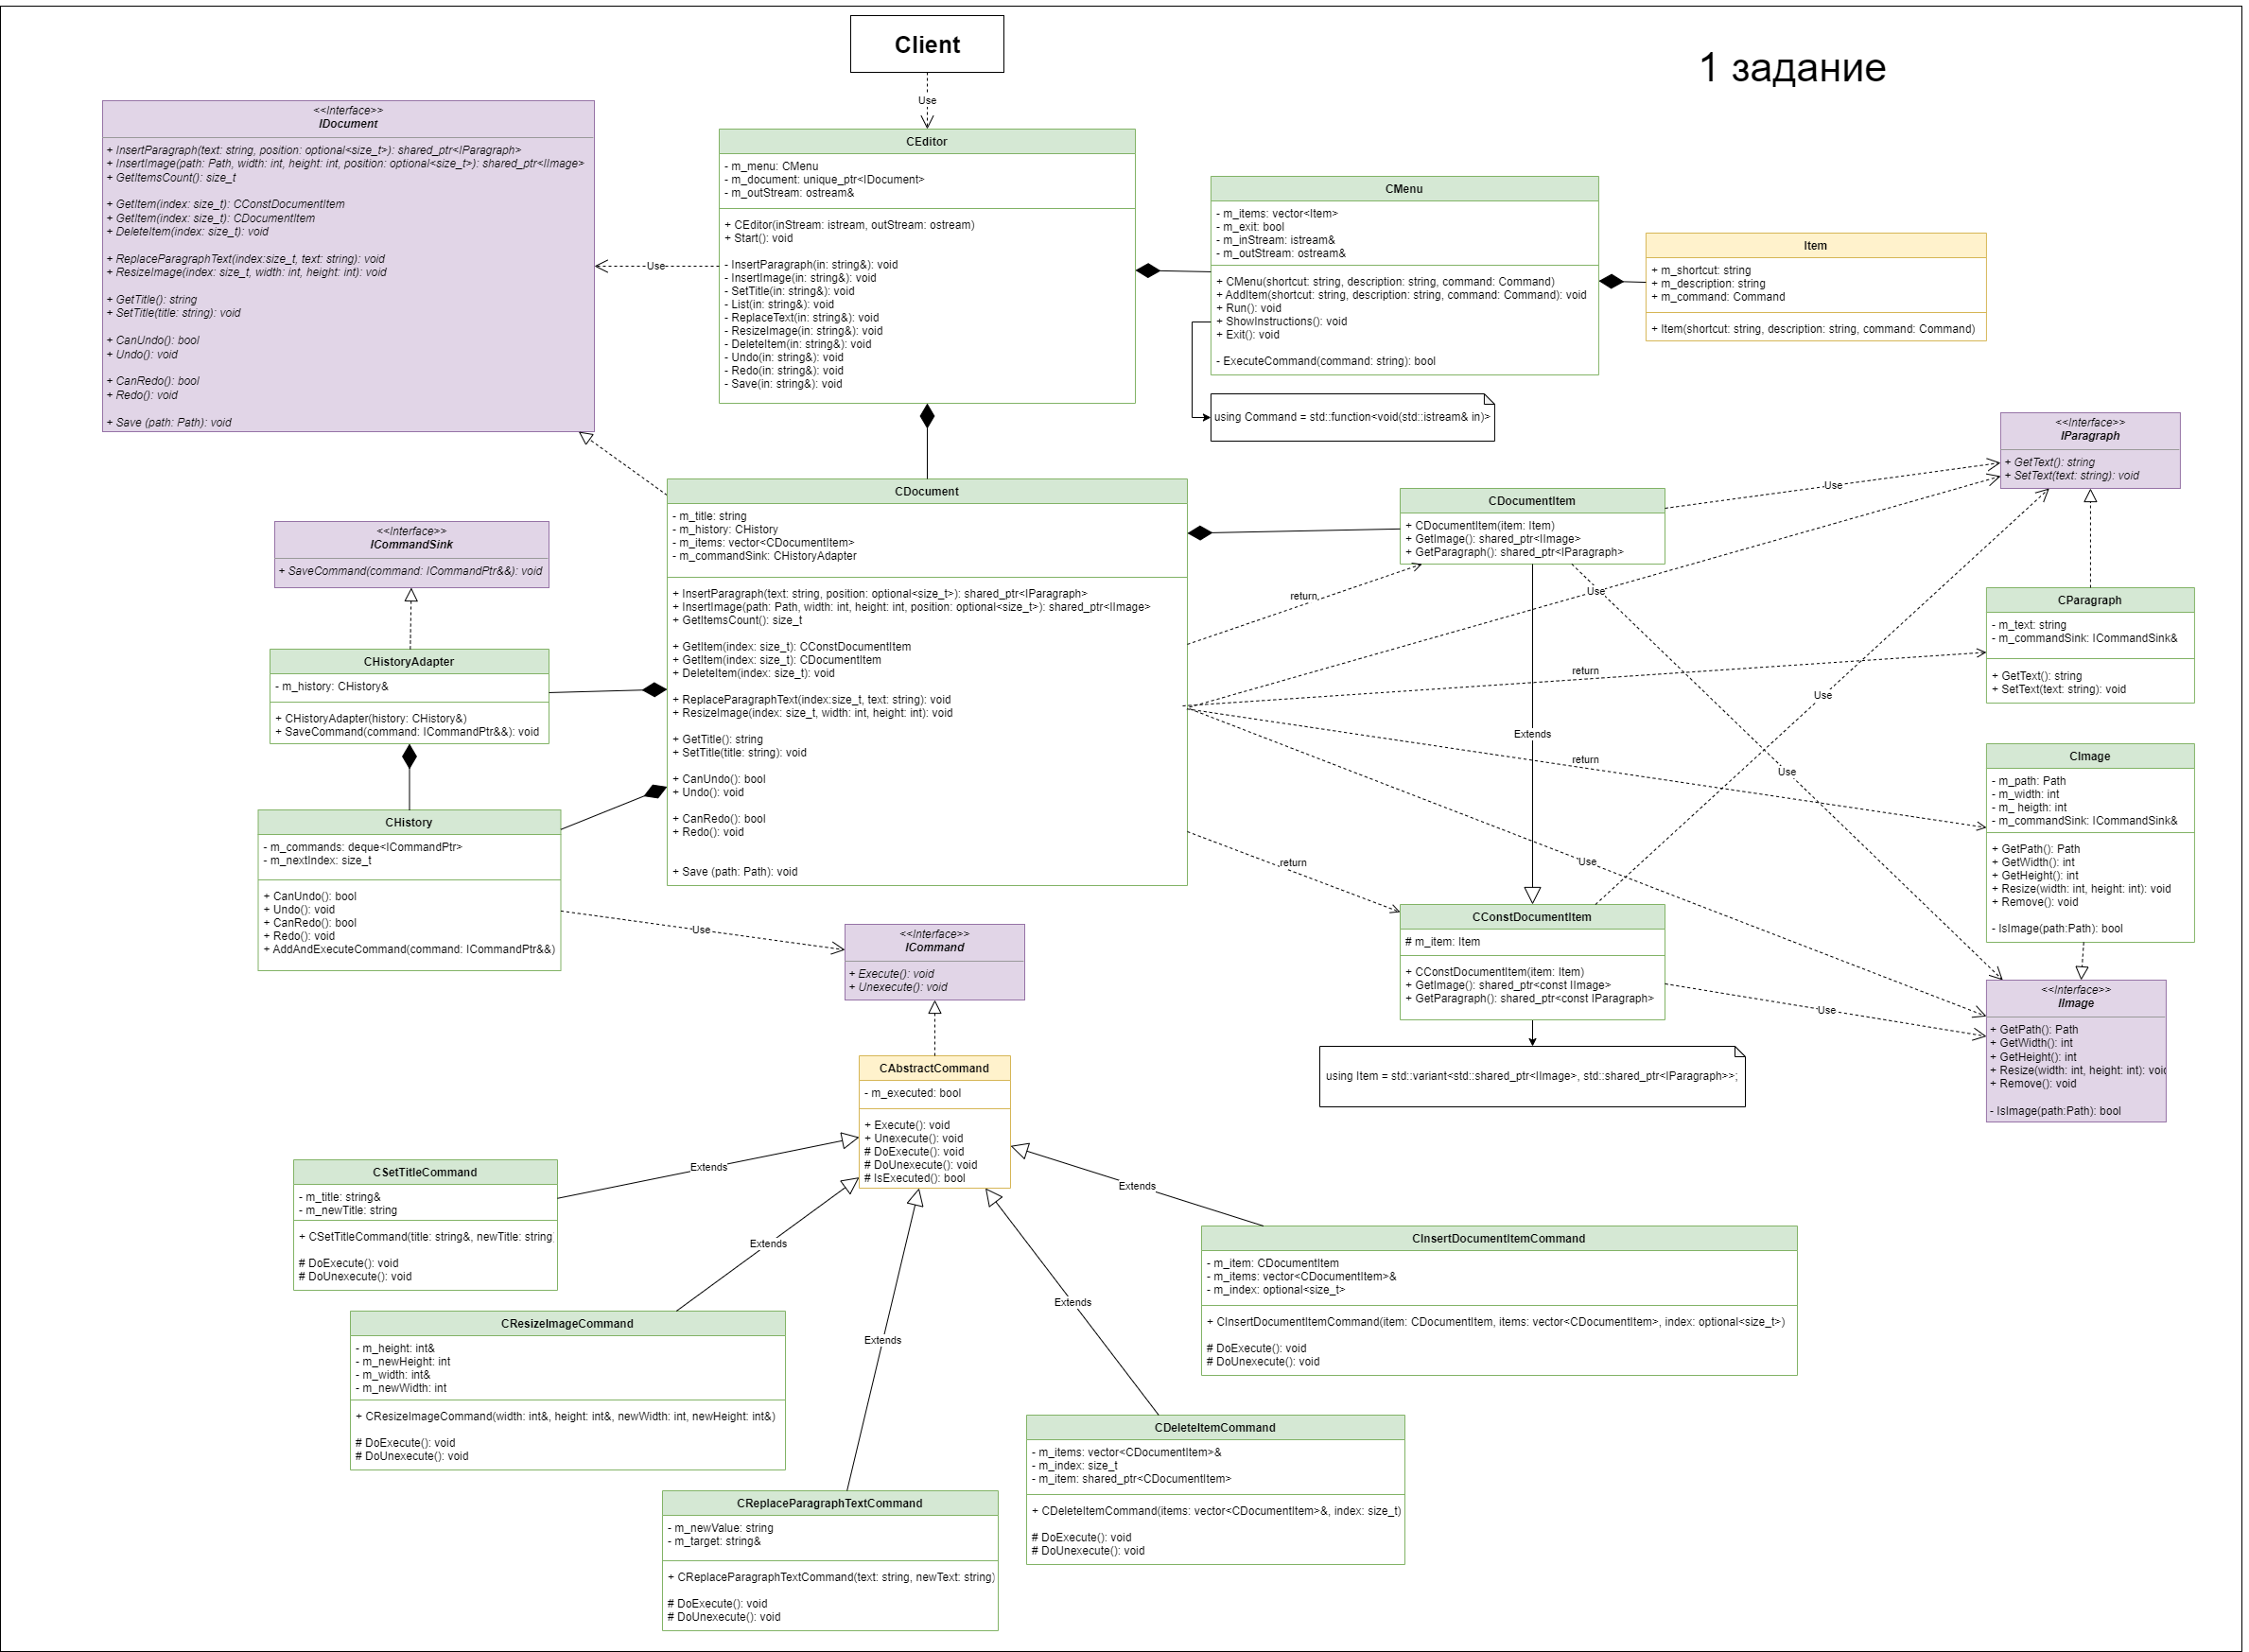 Client
1 задание
Use
<<Interface>>
IDocument
+ InsertParagraph(text: string, position: optional<size_t>): shared_ptr<IParagraph>
+ InsertImage(path: Path, width: int, height: int, position: optional<size_t>): shared_ptr<IImage>
+ GetItemsCount(): size_t
+ GetItem(index: size_t): CConstDocumentItem
+ GetItem(index: size_t): CDocumentItem
+ DeleteItem(index: size_t): void
+ ReplaceParagraphText(index:size_t, text: string): void
+ ResizeImage(index: size_t, width: int, height: int): void
+ GetTitle(): string
+ SetTitle(title: string): void
+ CanUndo(): bool
+ Undo(): void
+ CanRedo(): bool
+ Redo(): void
+ Save (path: Path): void
Use
CEditor
- m_menu: CMenu
- m_document: unique_ptr<IDocument>
- m_outStream: ostream&
+ CEditor(inStream: istream, outStream: ostream)
+ Start(): void
- InsertParagraph(in: string&): void
- InsertImage(in: string&): void
- SetTitle(in: string&): void
- List(in: string&): void
- ReplaceText(in: string&): void
- ResizeImage(in: string&): void
- DeleteItem(in: string&): void
- Undo(in: string&): void
- Redo(in: string&): void
- Save(in: string&): void
CMenu
- m_items: vector<Item>
- m_exit: bool
- m_inStream: istream&
- m_outStream: ostream&
+ CMenu(shortcut: string, description: string, command: Command)
+ AddItem(shortcut: string, description: string, command: Command): void
+ Run(): void
+ ShowInstructions(): void
+ Exit(): void
- ExecuteCommand(command: string): bool
Item
+ m_shortcut: string
+ m_description: string
+ m_command: Command
+ Item(shortcut: string, description: string, command: Command)
using Command = std::function<void(std::istream& in)>
<<Interface>>
IParagraph
+ GetText(): string
+ SetText(text: string): void
<<Interface>>
ICommandSink
+ SaveCommand(command: ICommandPtr&&): void
CDocument
- m_title: string
- m_history: CHistory
- m_items: vector<CDocumentItem>
- m_commandSink: CHistoryAdapter
+ InsertParagraph(text: string, position: optional<size_t>): shared_ptr<IParagraph>
+ InsertImage(path: Path, width: int, height: int, position: optional<size_t>): shared_ptr<IImage>
+ GetItemsCount(): size_t
+ GetItem(index: size_t): CConstDocumentItem
+ GetItem(index: size_t): CDocumentItem
+ DeleteItem(index: size_t): void
+ ReplaceParagraphText(index:size_t, text: string): void
+ ResizeImage(index: size_t, width: int, height: int): void
+ GetTitle(): string
+ SetTitle(title: string): void
+ CanUndo(): bool
+ Undo(): void
+ CanRedo(): bool
+ Redo(): void
+ Save (path: Path): void
CDocumentItem
+ CDocumentItem(item: Item)
+ GetImage(): shared_ptr<IImage>
+ GetParagraph(): shared_ptr<IParagraph>
Use
Use
return
return
Use
Extends
return
Use
Use
return
Use
CParagraph
- m_text: string
- m_commandSink: ICommandSink&
+ GetText(): string
+ SetText(text: string): void
CHistoryAdapter
- m_history: CHistory&
+ CHistoryAdapter(history: CHistory&)
+ SaveCommand(command: ICommandPtr&&): void
CImage
- m_path: Path
- m_width: int
- m_ heigth: int
- m_commandSink: ICommandSink&
+ GetPath(): Path
+ GetWidth(): int
+ GetHeight(): int
+ Resize(width: int, height: int): void
+ Remove(): void
- IsImage(path:Path): bool
CHistory
- m_commands: deque<ICommandPtr>
- m_nextIndex: size_t
+ CanUndo(): bool
+ Undo(): void
+ CanRedo(): bool
+ Redo(): void
+ AddAndExecuteCommand(command: ICommandPtr&&)
Use
<<Interface>>
ICommand
+ Execute(): void
+ Unexecute(): void
CConstDocumentItem
# m_item: Item
+ CConstDocumentItem(item: Item)
+ GetImage(): shared_ptr<const IImage>
+ GetParagraph(): shared_ptr<const IParagraph>
using Item = std::variant<std::shared_ptr<IImage>, std::shared_ptr<IParagraph>>;
<<Interface>>
IImage
+ GetPath(): Path
+ GetWidth(): int
+ GetHeight(): int
+ Resize(width: int, height: int): void
+ Remove(): void
- IsImage(path:Path): bool
CAbstractCommand
- m_executed: bool
+ Execute(): void
+ Unexecute(): void
# DoExecute(): void
# DoUnexecute(): void
# IsExecuted(): bool
Use
Extends
Extends
Extends
Extends
Extends
CSetTitleCommand
- m_title: string&
- m_newTitle: string
+ CSetTitleCommand(title: string&, newTitle: string
# DoExecute(): void
# DoUnexecute(): void
CInsertDocumentItemCommand
- m_item: CDocumentItem
- m_items: vector<CDocumentItem>&
- m_index: optional<size_t>
+ CInsertDocumentItemCommand(item: CDocumentItem, items: vector<CDocumentItem>, index: optional<size_t>)
# DoExecute(): void
# DoUnexecute(): void
CResizeImageCommand
- m_height: int&
- m_newHeight: int
- m_width: int&
- m_newWidth: int
+ CResizeImageCommand(width: int&, height: int&, newWidth: int, newHeight: int&)
# DoExecute(): void
# DoUnexecute(): void
CDeleteItemCommand
- m_items: vector<CDocumentItem>&
- m_index: size_t
- m_item: shared_ptr<CDocumentItem>
+ CDeleteItemCommand(items: vector<CDocumentItem>&, index: size_t)
# DoExecute(): void
# DoUnexecute(): void
CReplaceParagraphTextCommand
- m_newValue: string
- m_target: string&
+ CReplaceParagraphTextCommand(text: string, newText: string)
# DoExecute(): void
# DoUnexecute(): void